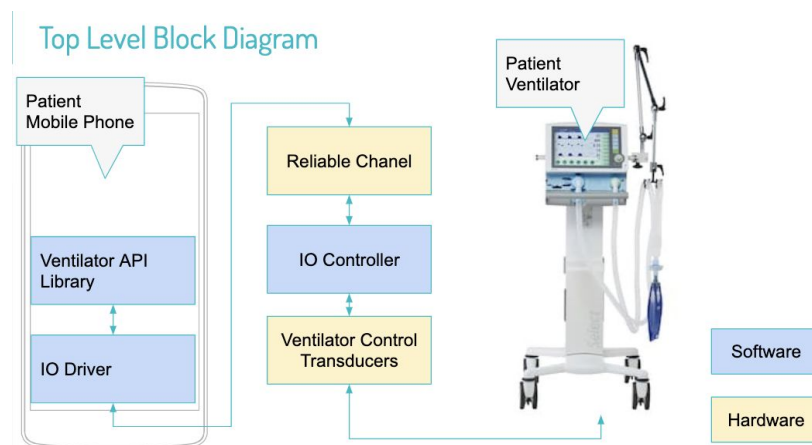 Top Level Block Diagram
Patient
Mobile Phone
Ventilator API
Library
IO Driver
Reliable Chanel
IO Controller
Ventilator Control
Transducers
Patient
Ventilator
Select
Software
Hardware